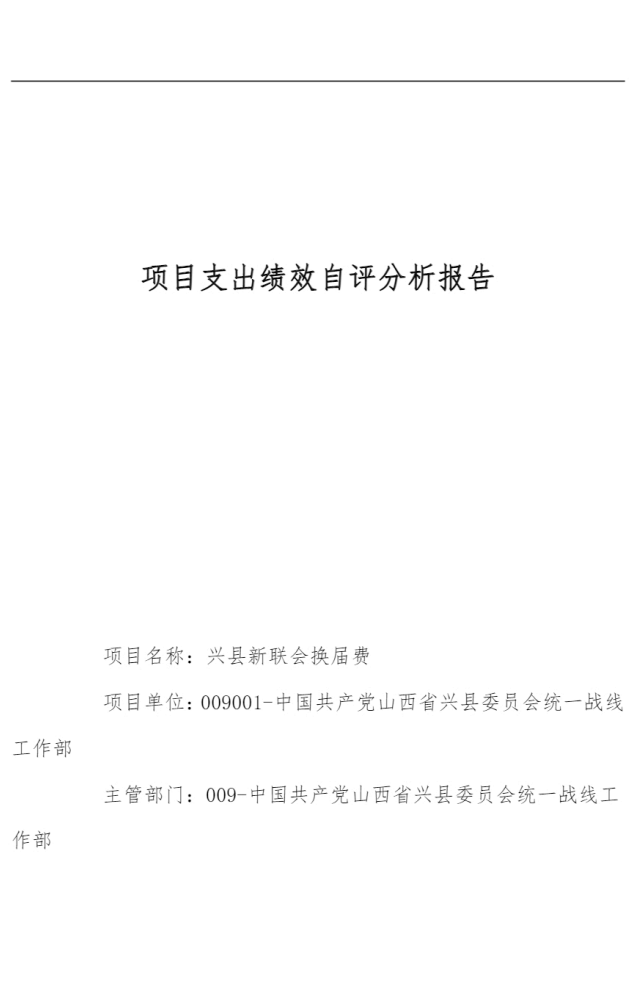 项目支出绩效自评分析报告
项目名称：兴县新联会换届费
项目单位：009001-中国共产党山西省兴县委员会统一战线
工作部
主管部门：009-中国共产党山西省兴县委员会统一战线工
作部